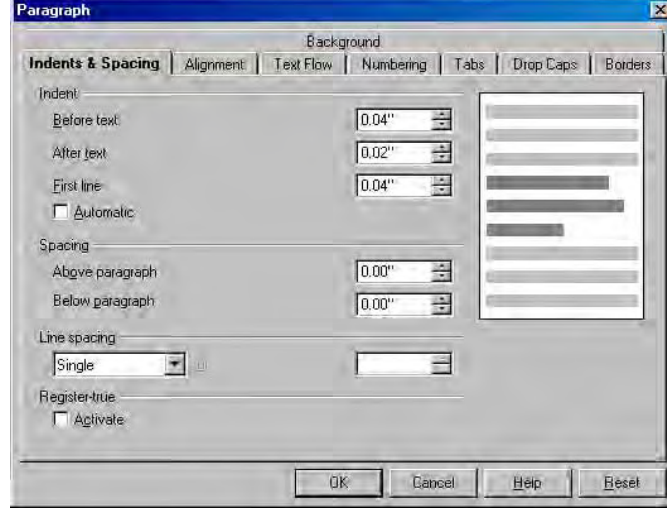 Paragraph
Background
Indents & Spacing Alignment Text Flow Numbering Tabs Drop Caps Borders
Indent
Before text 0.04"
After text 0.02"
First line 0.04"
Automatic
Spacing
Above paragraph 0.00"
Below paragraph 0.00"
Line spacing
Single
Register-true
Activate
OK Cancel Help Reset